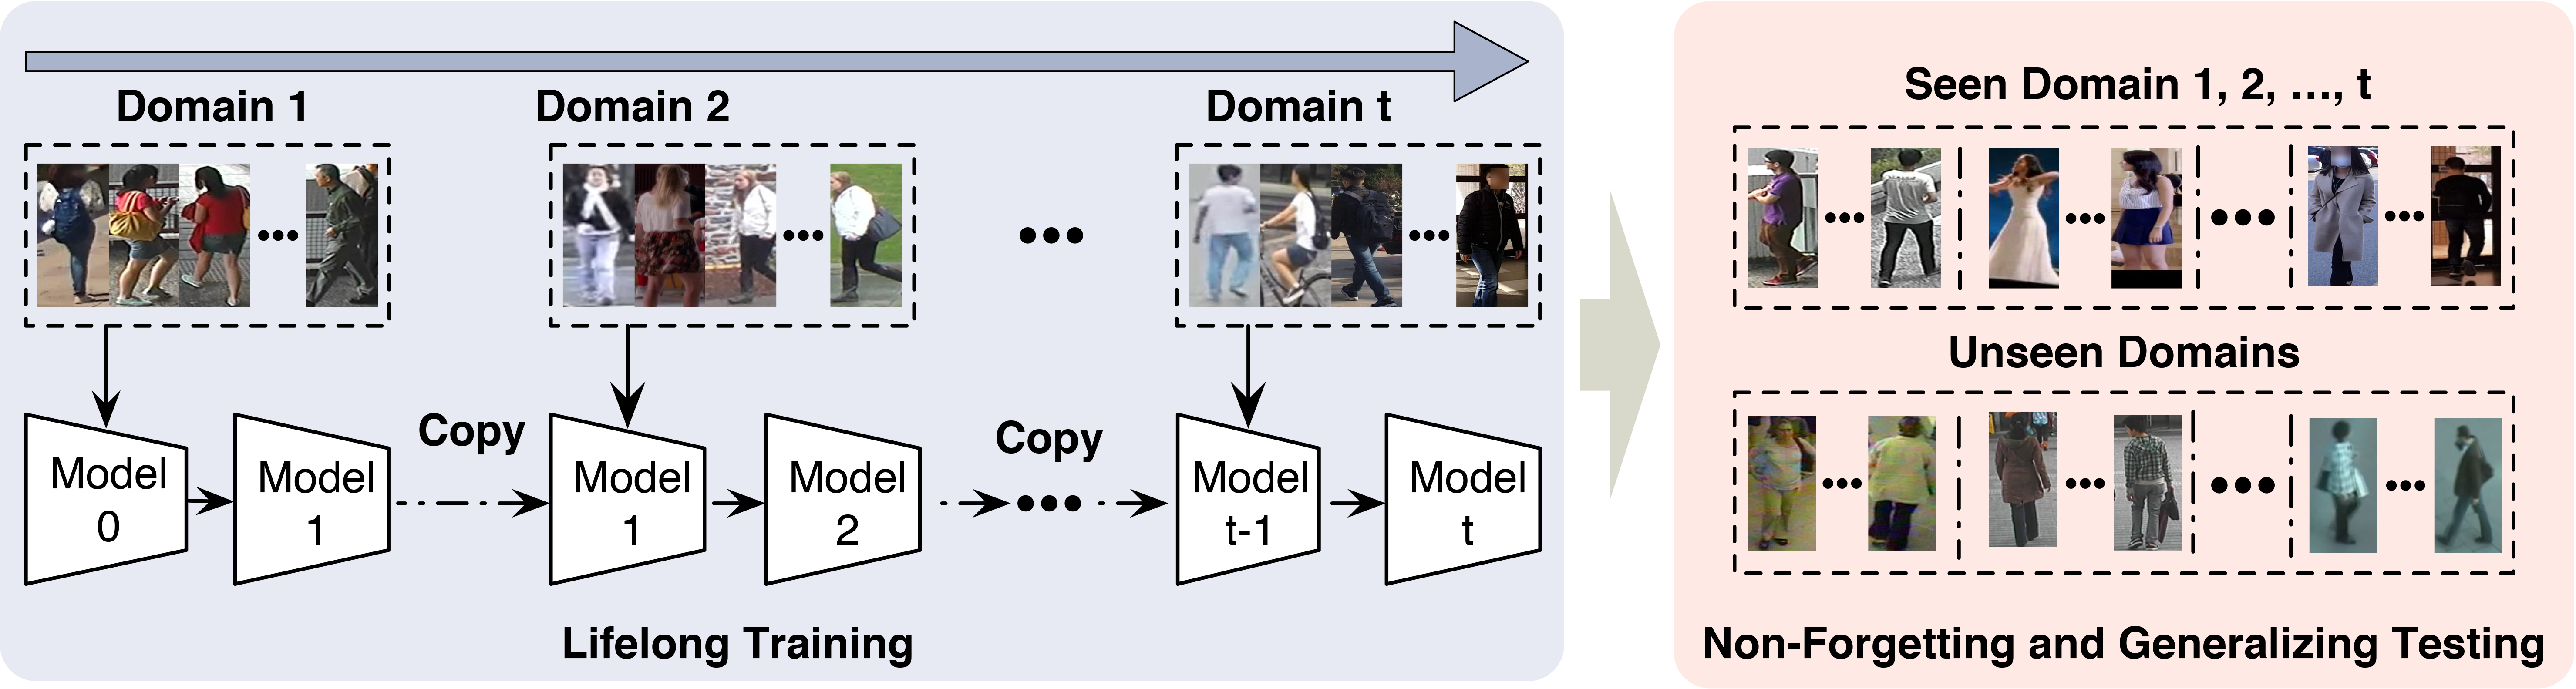 Domain 1
Domain 2
Domain t
Copy
Copy
Model
0
Model
1
Model
1
Model
2
Model
t-1
Model
t
Lifelong Training
Seen Domain 1, 2, ..., t
Unseen Domains
Non-Forgetting and Generalizing Testing